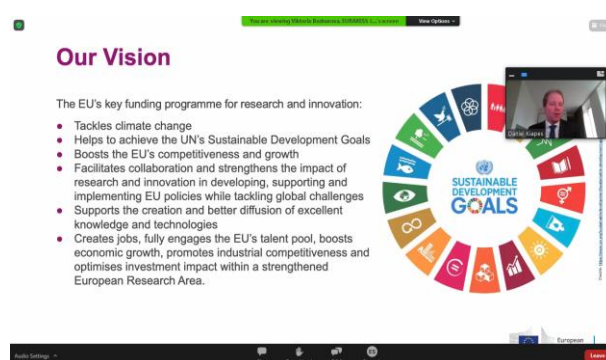 View Options
Our Vision
The EU's key funding programme for research and innovation:
• Tackles climate change
• Helps to achieve the UN's Sustainable Development Goals
• Boosts the EU's competitiveness and growth
• Facilitates collaboration and strengthens the impact of
research and innovation in developing, supporting and
implementing EU policies while tackling global challenges
• Supports the creation and better diffusion of excellent
knowledge and technologies
• Creates jobs, fully engages the EU's talent pool, boosts
economic growth, promotes industrial competitiveness and
optimises investment impact within a strengthened
European Research Area.
SUSTAINABLE
DEVELOPMENT
GOALS
European
Audio Settings
Leave